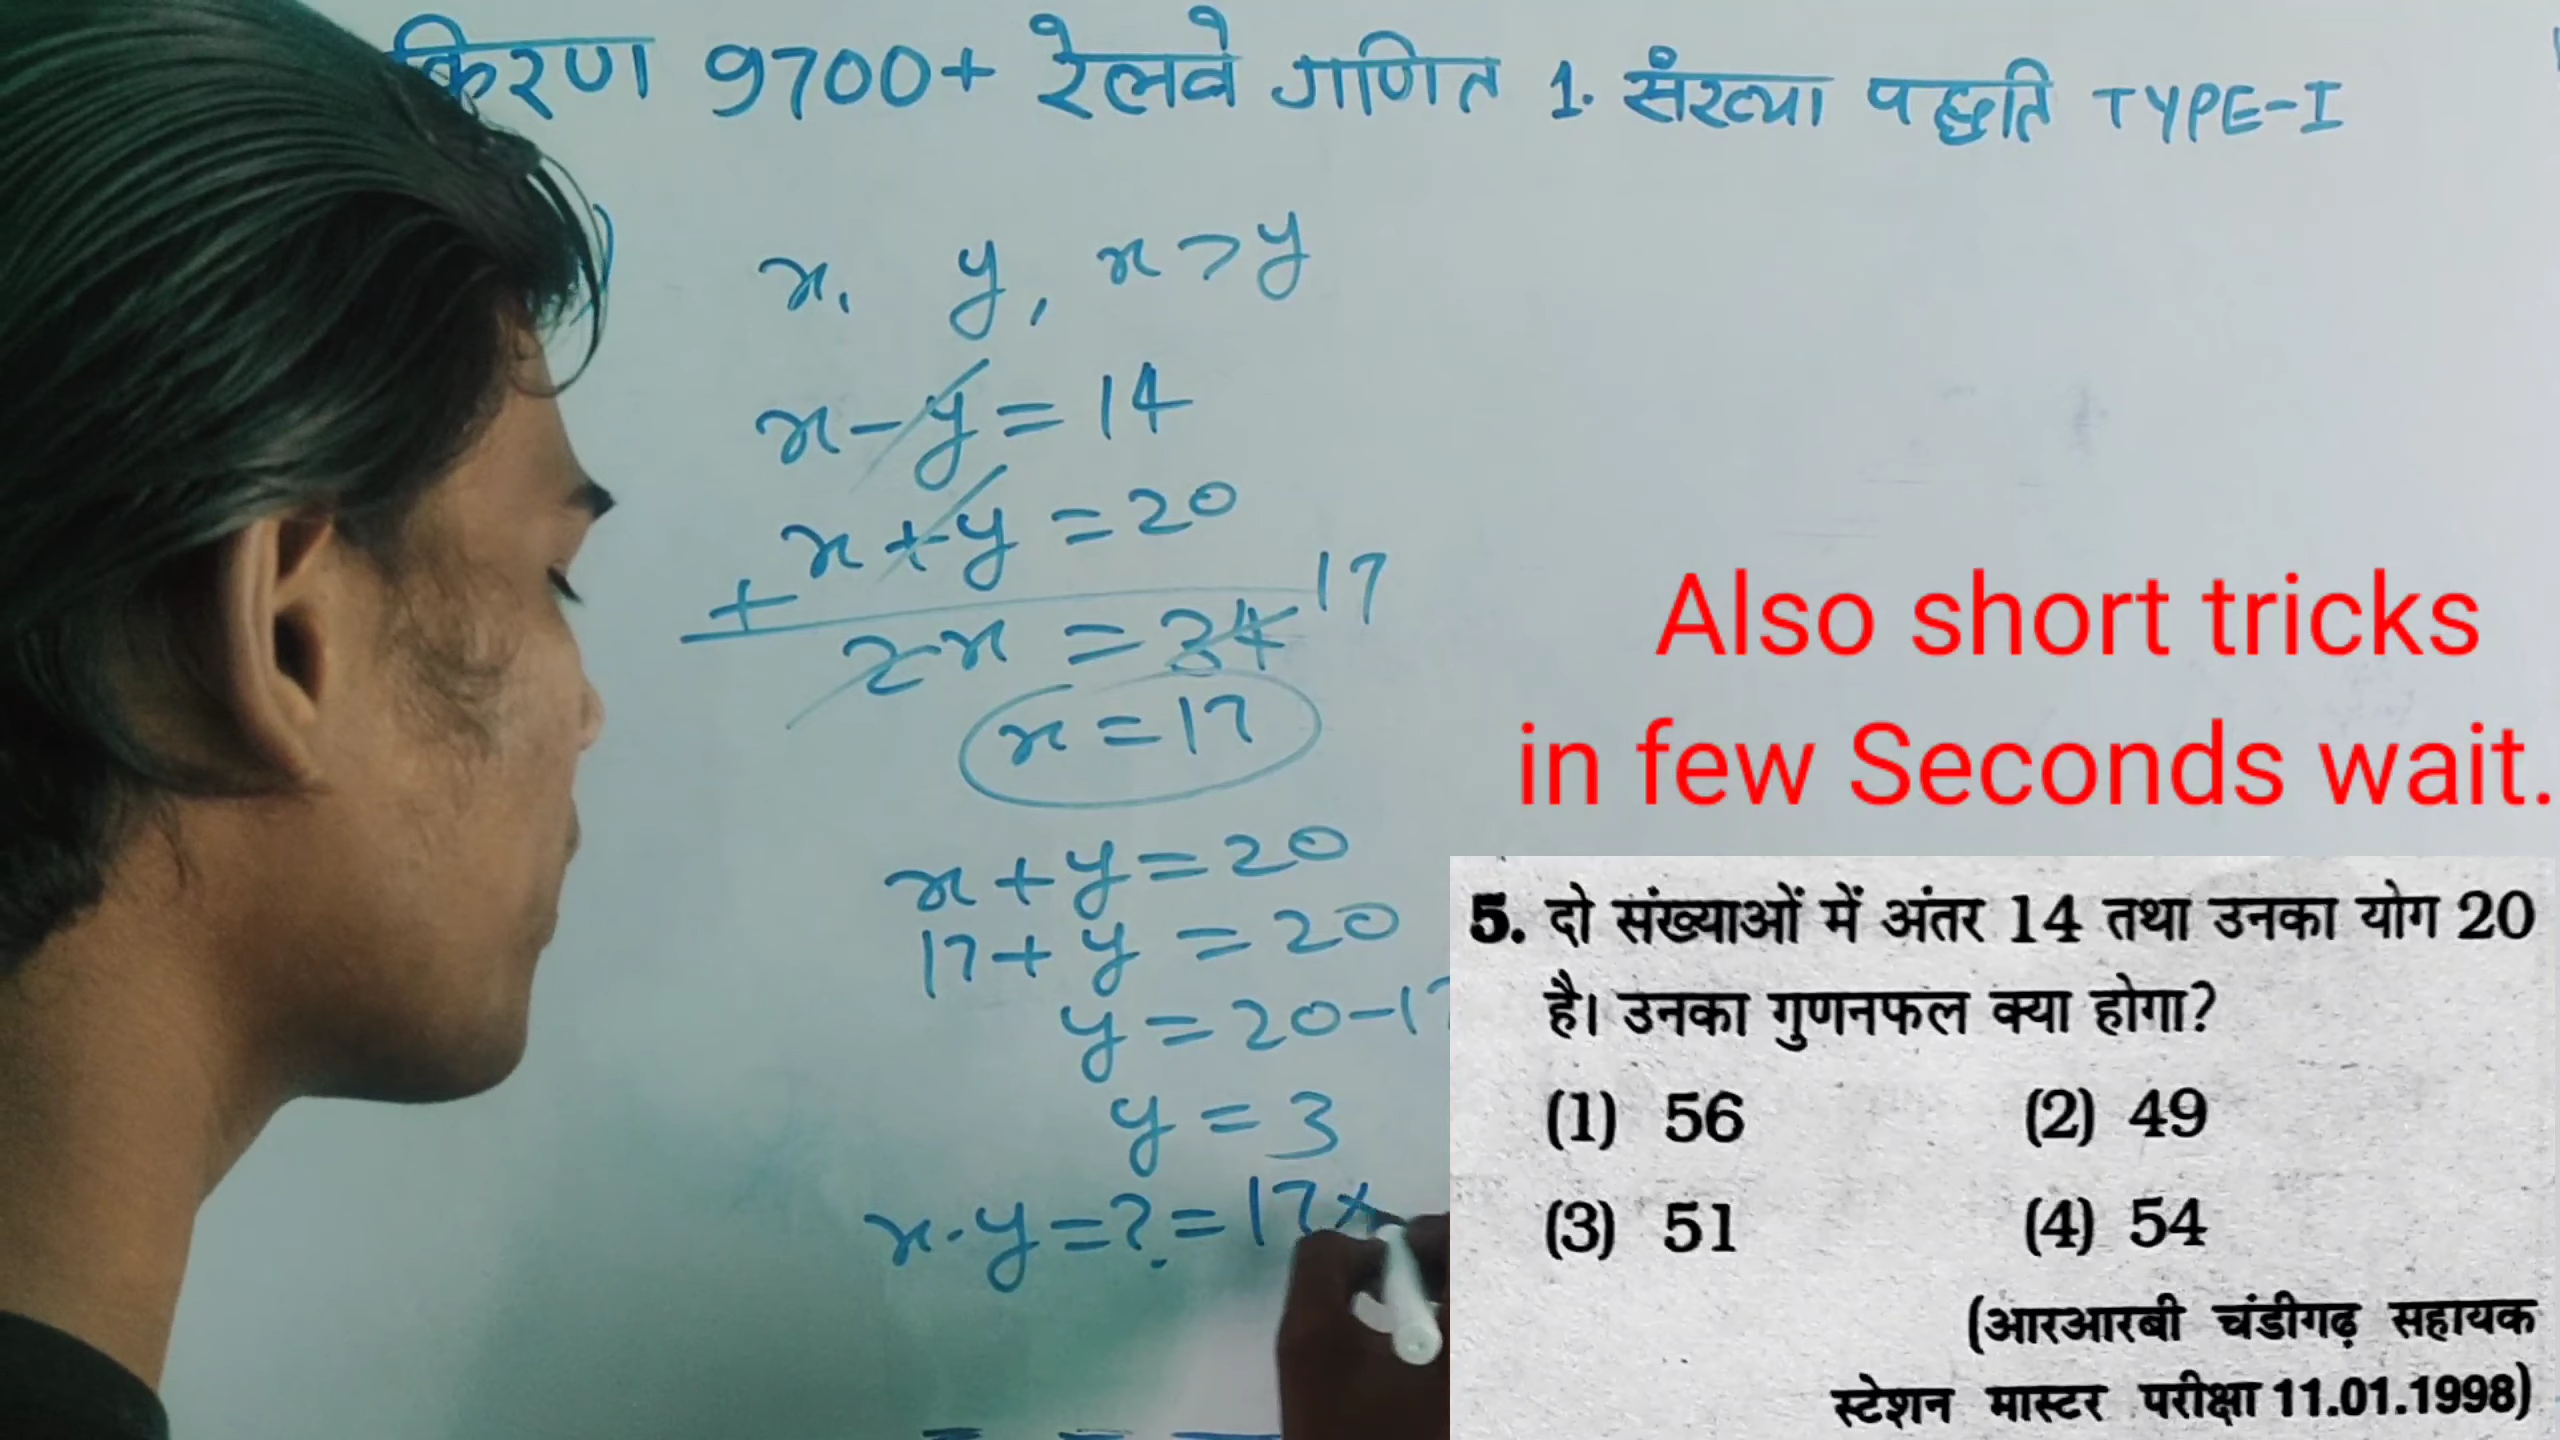 किरण 9700+ रेलवे गणित 1. संख्या पद्धति TYPE-I
x, y, x > y
x - y = 14
x + y = 20
+
2x = 34 17
x = 17
x + y = 20
17 + y = 20
y = 20 - 17
y = 3
x . y = ? = 17 ×
Also short tricks
in few Seconds wait.
5. दो संख्याओं में अंतर 14 तथा उनका योग 20
है। उनका गुणनफल क्या होगा?
(1) 56 (2) 49
(3) 51 (4) 54
(आरआरबी चंडीगढ़ सहायक
स्टेशन मास्टर परीक्षा 11.01.1998)